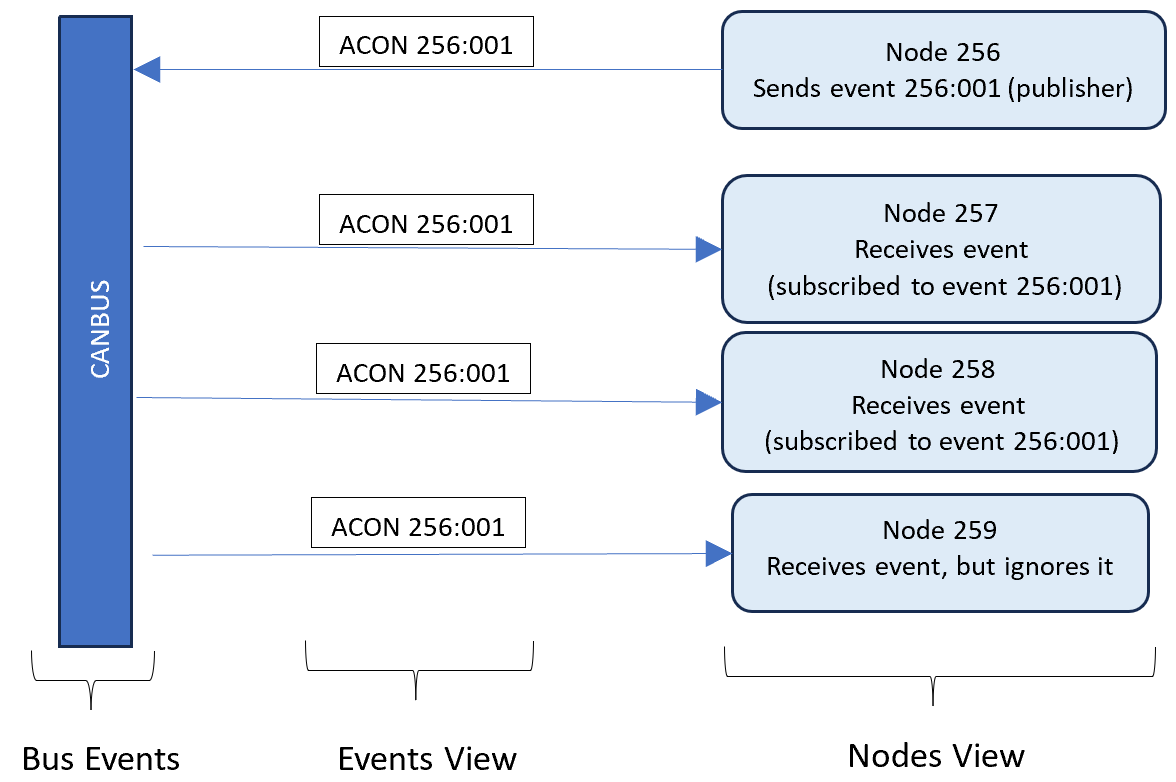 ACON 256:001
Node 256
Sends event 256:001 (publisher)
ACON 256:001
Node 257
Receives event
(subscribed to event 256:001)
CANBUS
ACON 256:001
Node 258
Receives event
(subscribed to event 256:001)
ACON 256:001
Node 259
Receives event, but ignores it
Bus Events
Events View
Nodes View